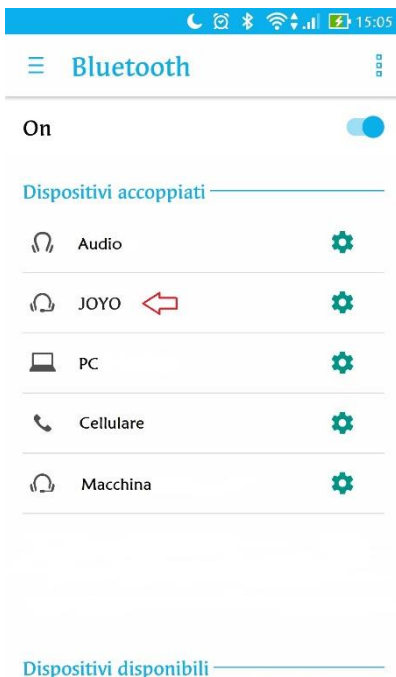 15:05
Bluetooth
On
Dispositivi accoppiati
Audio
JOYO
PC
Cellulare
Macchina
Dispositivi disponibili